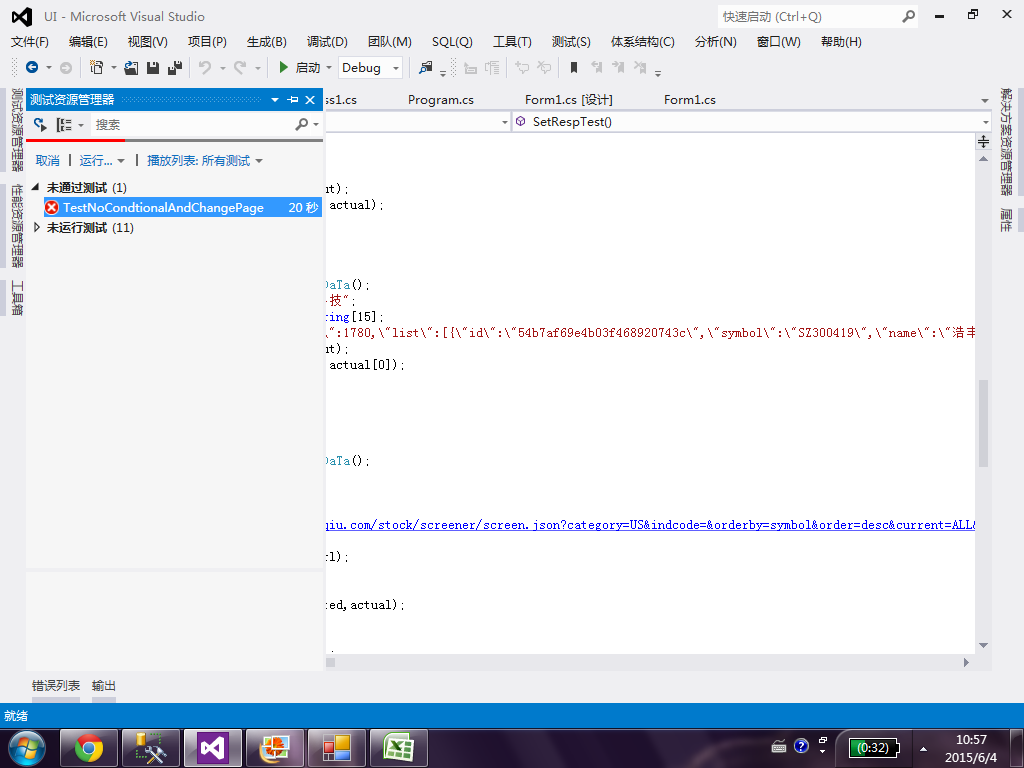 UI - Microsoft Visual Studio
快速启动 (Ctrl+Q)
文件(F) 编辑(E) 视图(V) 项目(P) 生成(B) 调试(D) 团队(M) SQL(Q) 工具(T) 测试(S) 体系结构(C) 分析(N) 窗口(W) 帮助(H)
启动 Debug
测试资源管理器
性能资源管理器
工具箱
测试资源管理器
搜索
取消 | 运行... | 播放列表: 所有测试
未通过测试 (1)
TestNoCondtionalAndChangePage 20 秒
未运行测试 (11)
ss1.cs Program.cs Form1.cs [设计] Form1.cs
SetRespTest()
);
actual);
aTa();
技";
ring[15];
\":1780,\"list\":[{\"id\":\"54b7af69e4b03f468920743c\",\"symbol\":\"SZ300419\",\"name\":\"浩丰
);
actual[0]);
aTa();
qiu.com/stock/screener/screen.json?category=US&indcode=&orderby=symbol&order=desc&current=ALL&
rl);
ted,actual);
解决方案资源管理器
属性
错误列表 输出
就绪
(0:32)
10:57
2015/6/4